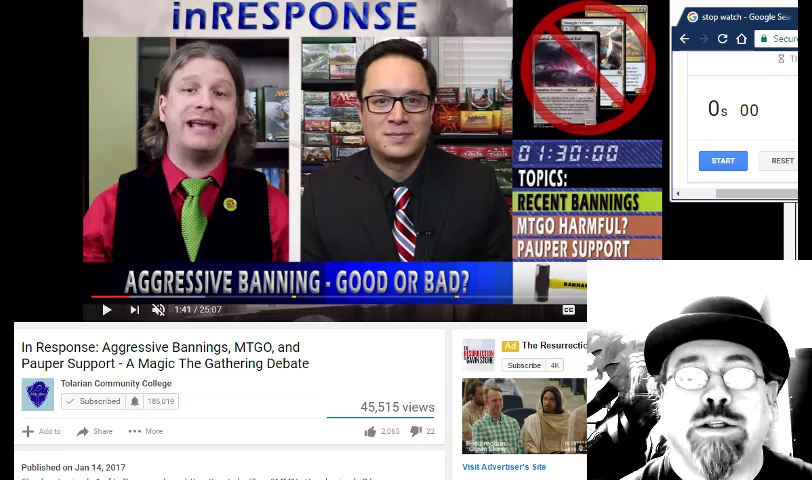 inRESPONSE
stop watch - Google Sea
Secure
0s 00
START
RESET
01:30:00
TOPICS:
RECENT BANNINGS
MTGO HARMFUL?
PAUPER SUPPORT
AGGRESSIVE BANNING - GOOD OR BAD?
1:41 / 25:07
CC
In Response: Aggressive Bannings, MTGO, and
Pauper Support - A Magic The Gathering Debate
Tolarian Community College
Subscribed 185,019
45,515 views
Add to Share More 2,065 22
Published on Jan 14, 2017
Ad The Resurrectio
Subscribe 4K
Visit Advertiser's Site